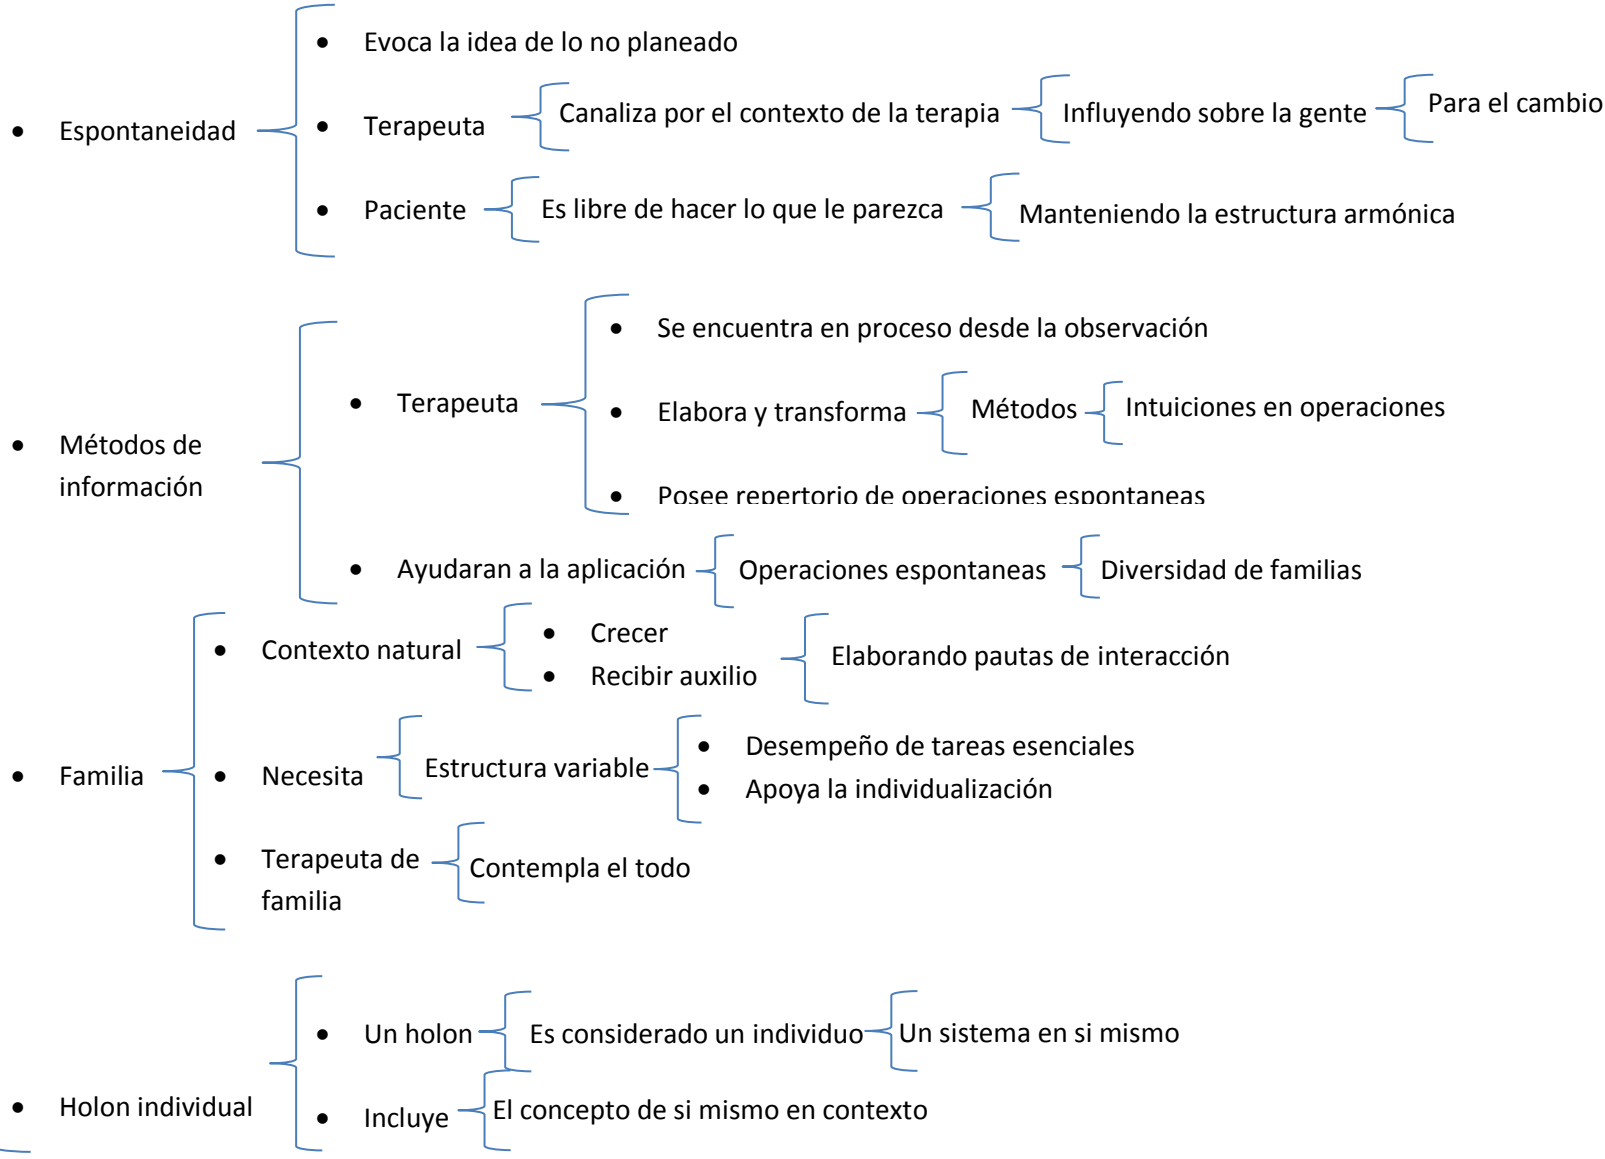 • Espontaneidad
• Evoca la idea de lo no planeado
• Terapeuta
Canaliza por el contexto de la terapia
Influyendo sobre la gente
Para el cambio
• Paciente
Es libre de hacer lo que le parezca
Manteniendo la estructura armónica
• Métodos de
información
• Terapeuta
• Se encuentra en proceso desde la observación
• Elabora y transforma
Métodos
Intuiciones en operaciones
• Posee repertorio de operaciones espontaneas
• Ayudaran a la aplicación
Operaciones espontaneas
Diversidad de familias
• Familia
• Contexto natural
• Crecer
• Recibir auxilio
Elaborando pautas de interacción
• Necesita
Estructura variable
• Desempeño de tareas esenciales
• Apoya la individualización
• Terapeuta de
familia
Contempla el todo
• Holon individual
• Un holon
Es considerado un individuo
Un sistema en si mismo
• Incluye
El concepto de si mismo en contexto